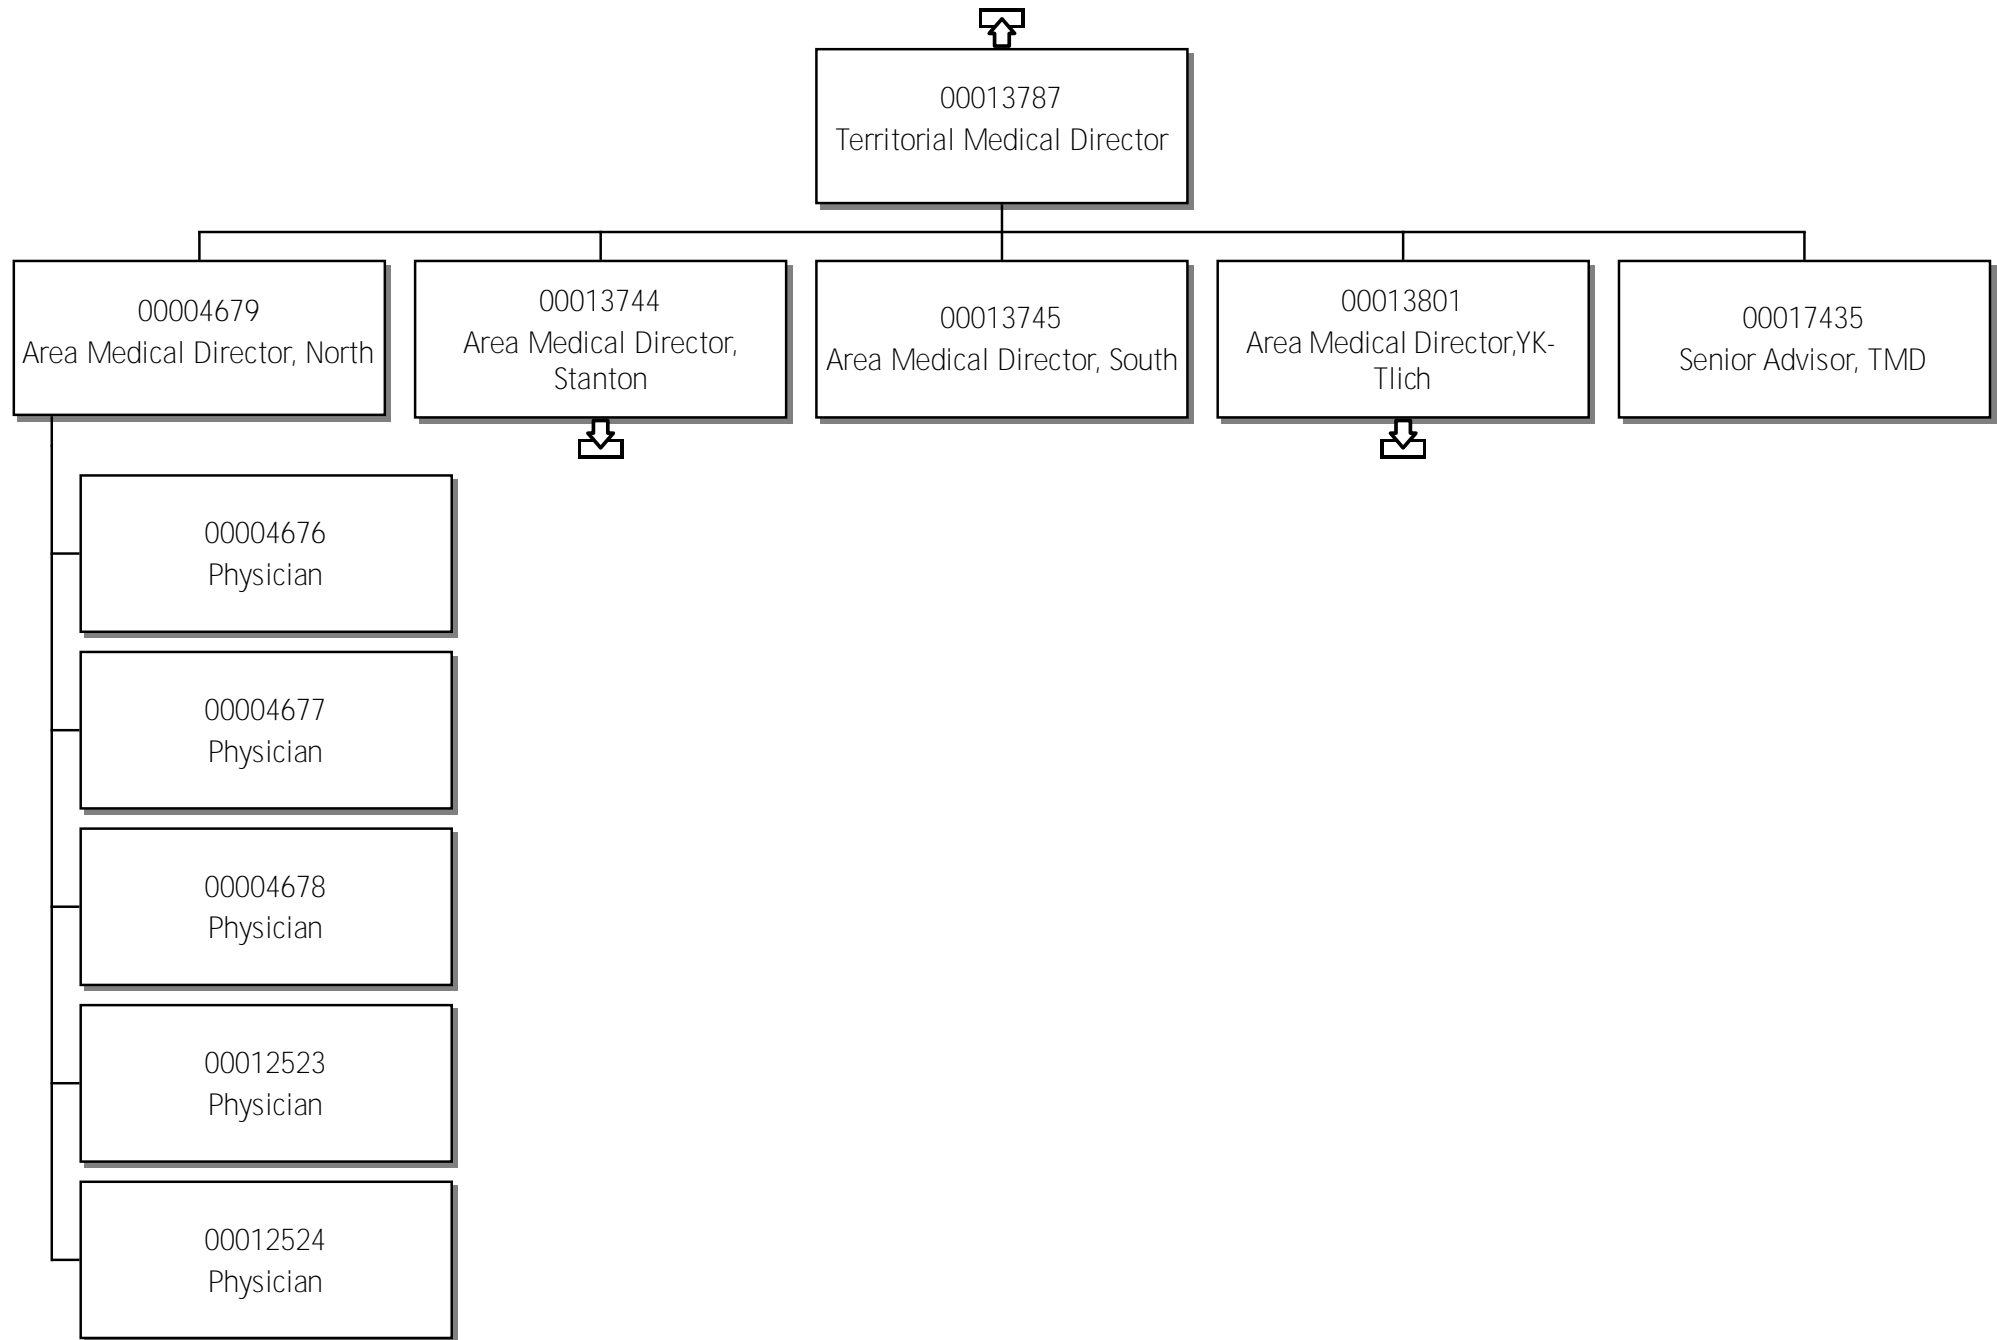 00013787
Territorial Medical Director
00004679
Area Medical Director, North
00013744
Area Medical Director,
Stanton
00013745
Area Medical Director, South
00013801
Area Medical Director,YK-
Tlich
00017435
Senior Advisor, TMD
00004676
Physician
00004677
Physician
00004678
Physician
00012523
Physician
00012524
Physician